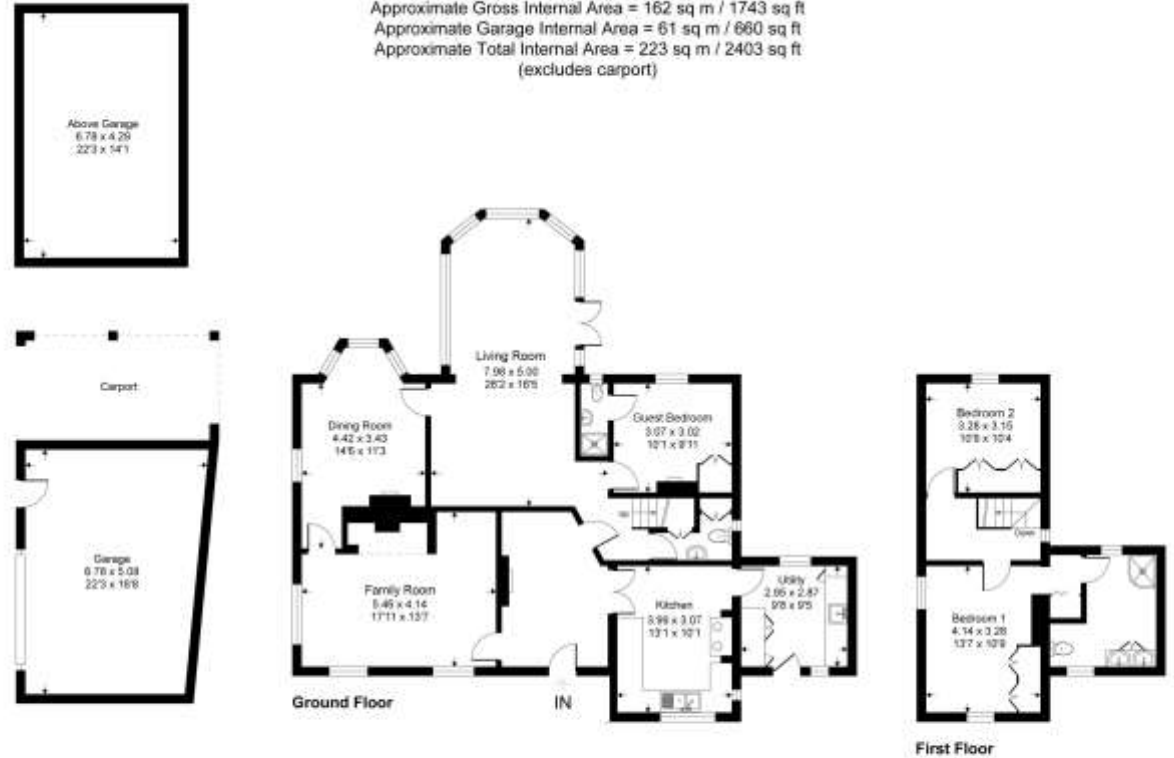 Approximate Gross Internal Area = 162 sq m / 1743 sq ft
Approximate Garage Internal Area = 61 sq m / 660 sq ft
Approximate Total Internal Area = 223 sq m / 2403 sq ft
(excludes carport)
Above Garage
6.78 x 4.29
22'3 x 14'1
Carport
Garage
6.78 x 5.08
22'3 x 16'8
Living Room
7.98 x 5.00
26'2 x 16'5
Dining Room
4.42 x 3.43
14'6 x 11'3
Guest Bedroom
3.07 x 3.02
10'1 x 9'11
Family Room
5.46 x 4.14
17'11 x 13'7
Kitchen
3.99 x 3.07
13'1 x 10'1
Utility
2.95 x 2.87
9'8 x 9'5
Ground Floor
IN
Bedroom 2
3.28 x 3.15
10'9 x 10'4
Down
Bedroom 1
4.14 x 3.28
13'7 x 10'9
First Floor